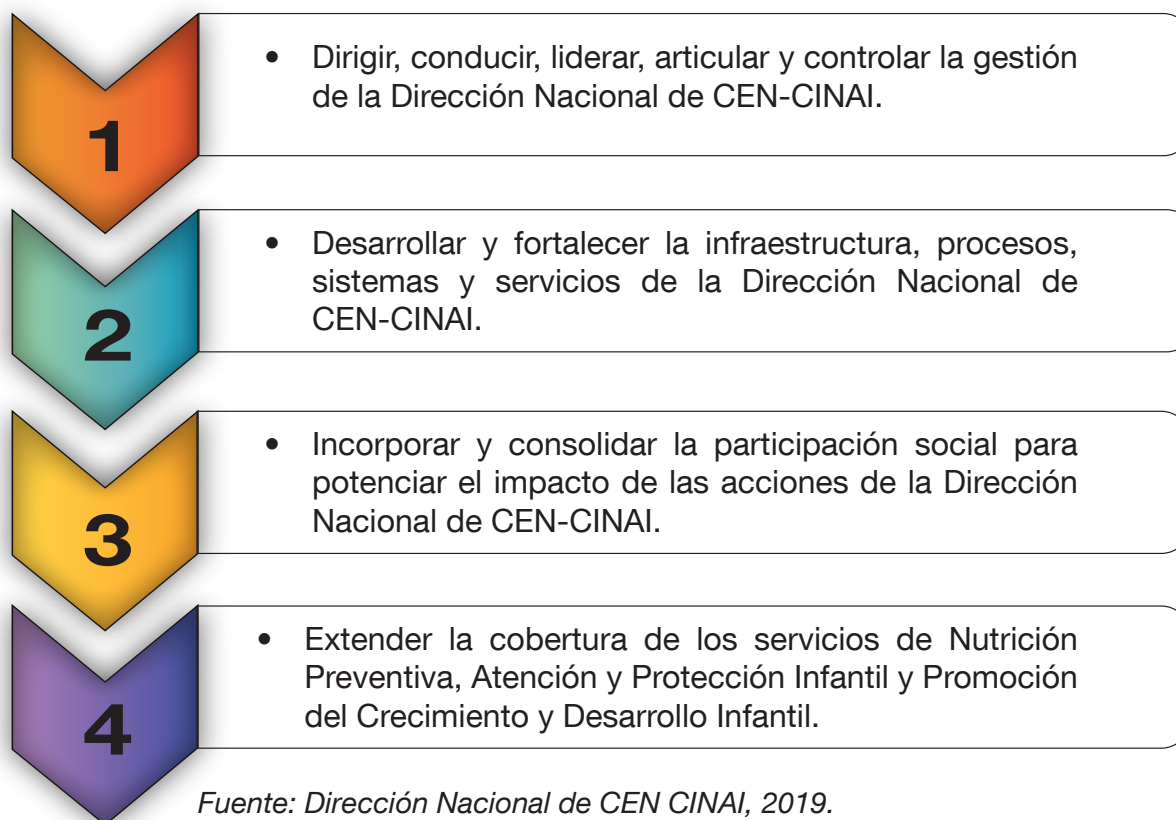 1
• Dirigir, conducir, liderar, articular y controlar la gestión
de la Dirección Nacional de CEN-CINAI.
2
• Desarrollar y fortalecer la infraestructura, procesos,
sistemas y servicios de la Dirección Nacional de
CEN-CINAI.
3
• Incorporar y consolidar la participación social para
potenciar el impacto de las acciones de la Dirección
Nacional de CEN-CINAI.
4
• Extender la cobertura de los servicios de Nutrición
Preventiva, Atención y Protección Infantil y Promoción
del Crecimiento y Desarrollo Infantil.
Fuente: Dirección Nacional de CEN CINAI, 2019.